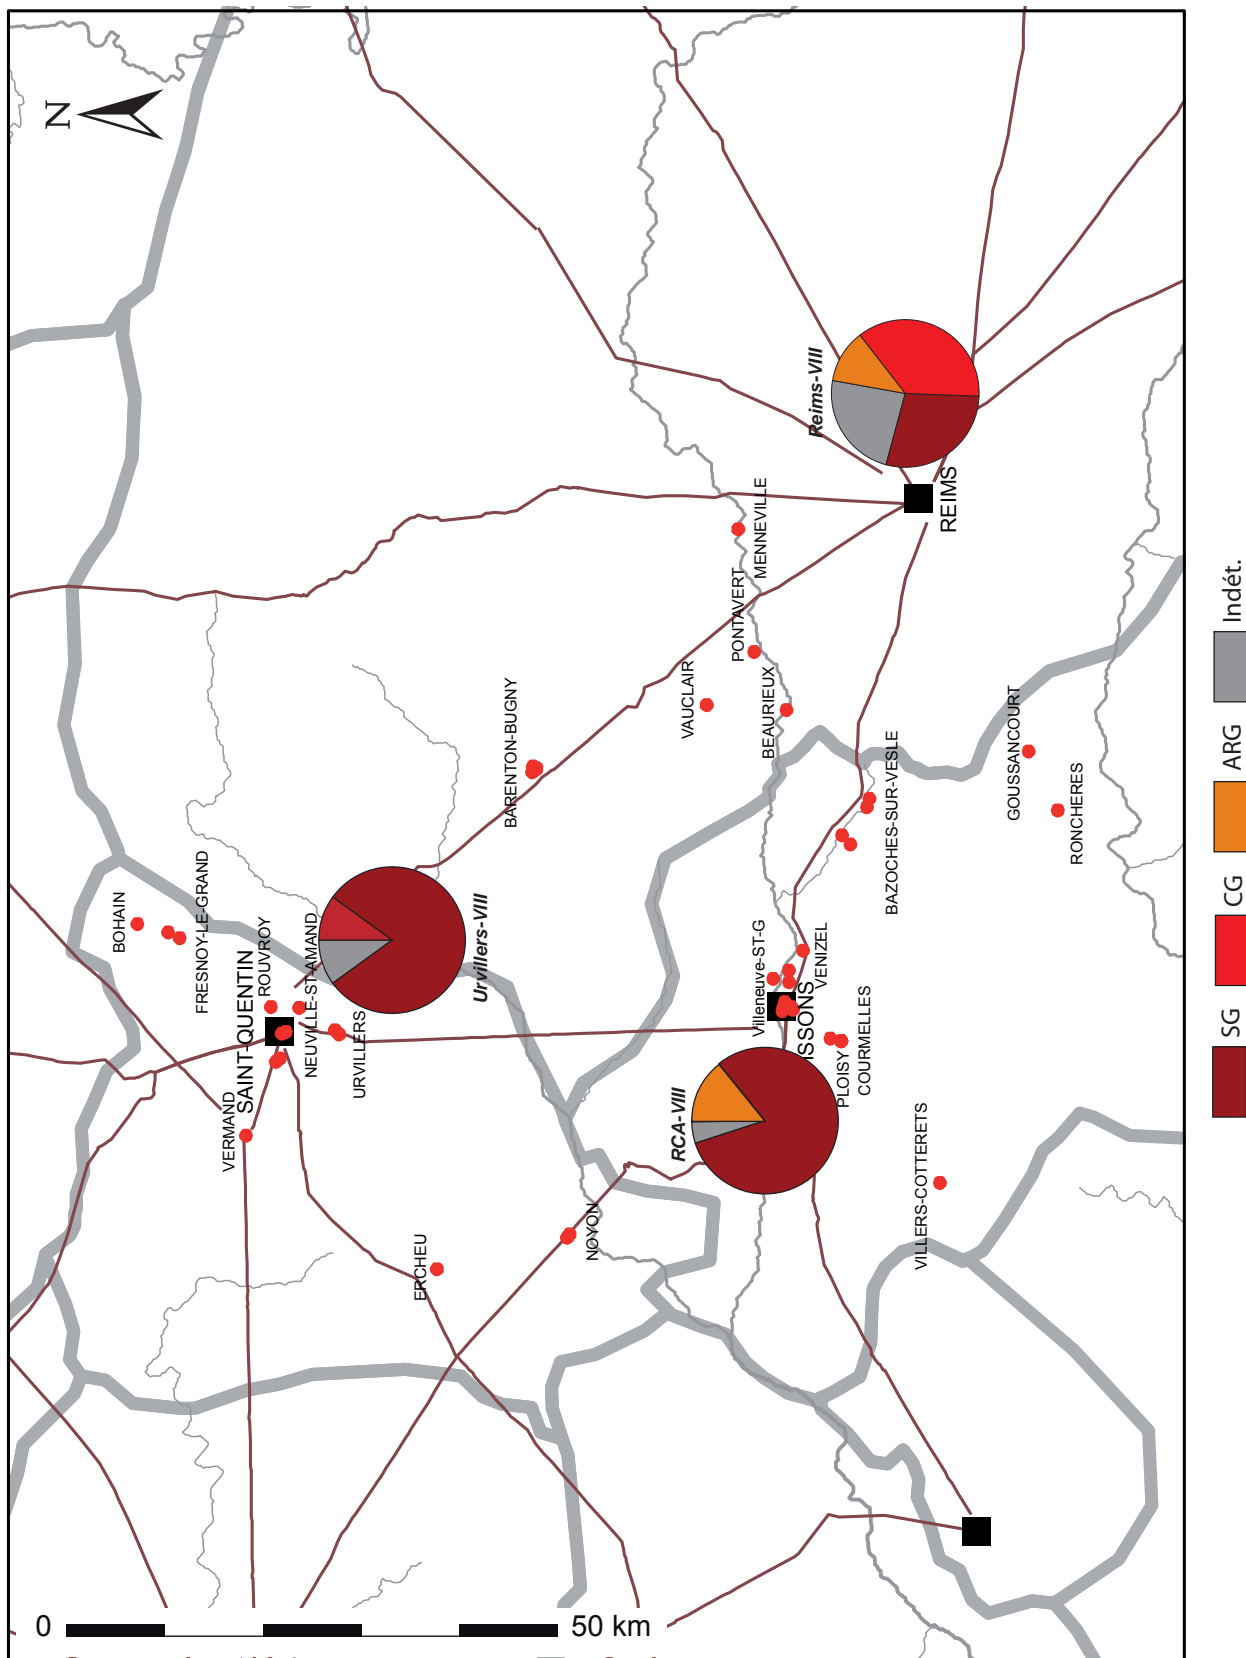 N
BOHAIN
FRESNOY-LE-GRAND
ROUVROY
SAINT-QUENTIN
NEUVILLE-ST-AMAND
URVILLERS
VERMAND
Urvillers-VIII
BARENTON-BUGNY
ERCHEU
NOYON
Reims-VIII
REIMS
MENNEVILLE
PONTAVERT
VAUCLAIR
BEAURIEUX
BAZOCHES-SUR-VESLE
GOUSSANCOURT
RONCHERES
Villeneuve-ST-G
VENIZEL
ISSONS
PLOISY
COURMELLES
RCA-VIII
VILLERS-COTTERETS
0
50 km
SG
CG
ARG
Indét.